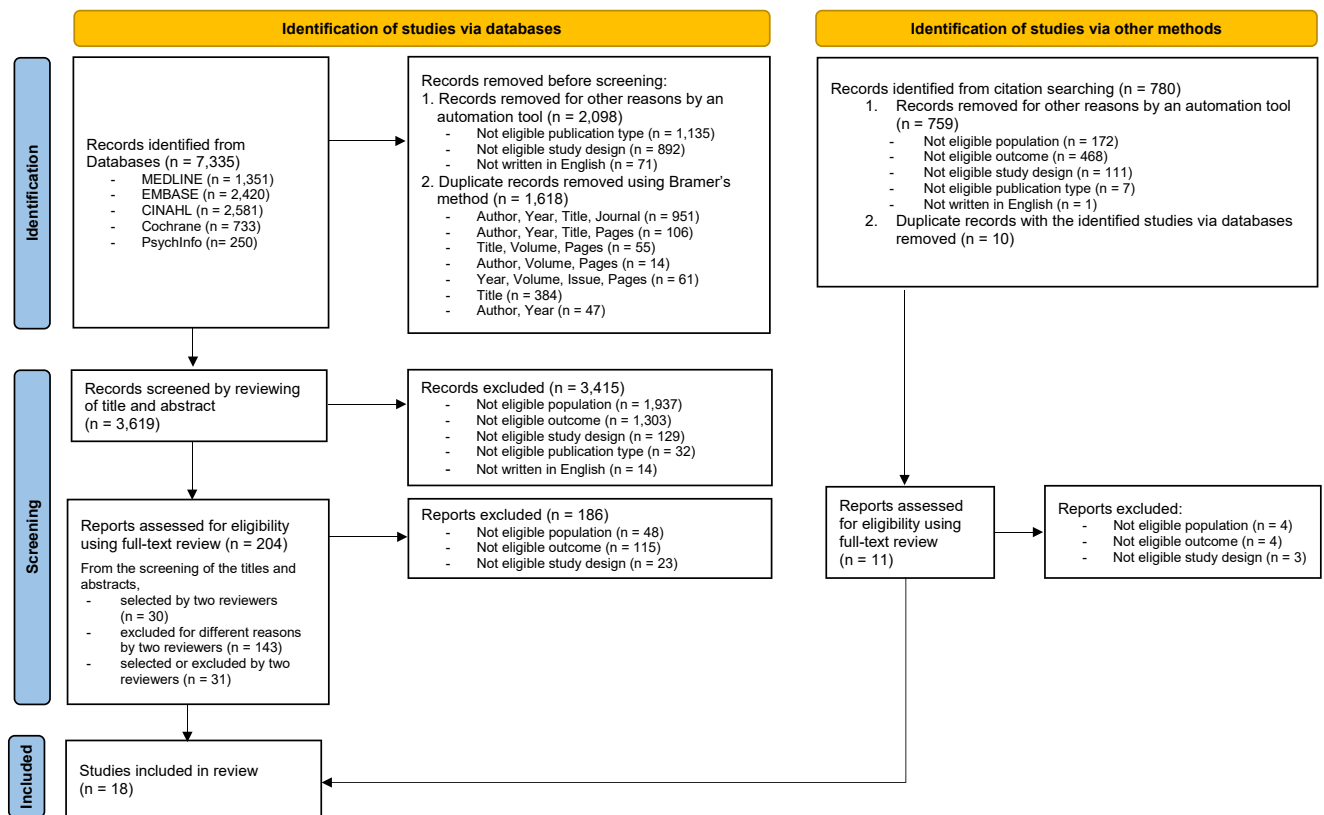 Identification of studies via databases
Identification of studies via other methods
Identification
Records identified from
Databases (n = 7,335)
- MEDLINE (n = 1,351)
- EMBASE (n = 2,420)
- CINAHL (n = 2,581)
- Cochrane (n = 733)
- PsychInfo (n= 250)
Records removed before screening:
1. Records removed for other reasons by an
automation tool (n = 2,098)
- Not eligible publication type (n = 1,135)
- Not eligible study design (n = 892)
- Not written in English (n = 71)
2. Duplicate records removed using Bramer's
method (n = 1,618)
- Author, Year, Title, Journal (n = 951)
- Author, Year, Title, Pages (n = 106)
- Title, Volume, Pages (n = 55)
- Author, Volume, Pages (n = 14)
- Year, Volume, Issue, Pages (n = 61)
- Title (n = 384)
- Author, Year (n = 47)
Records identified from citation searching (n = 780)
1. Records removed for other reasons by an automation tool
(n = 759)
- Not eligible population (n = 172)
- Not eligible outcome (n = 468)
- Not eligible study design (n = 111)
- Not eligible publication type (n = 7)
- Not written in English (n = 1)
2. Duplicate records with the identified studies via databases
removed (n = 10)
Screening
Records screened by reviewing
of title and abstract
(n = 3,619)
Records excluded (n = 3,415)
- Not eligible population (n = 1,937)
- Not eligible outcome (n = 1,303)
- Not eligible study design (n = 129)
- Not eligible publication type (n = 32)
- Not written in English (n = 14)
Reports assessed for eligibility
using full-text review (n = 204)
From the screening of the titles and
abstracts,
- selected by two reviewers
(n = 30)
- excluded for different reasons
by two reviewers (n = 143)
- selected or excluded by two
reviewers (n = 31)
Reports excluded (n = 186)
- Not eligible population (n = 48)
- Not eligible outcome (n = 115)
- Not eligible study design (n = 23)
Reports assessed
for eligibility using
full-text review
(n = 11)
Reports excluded:
- Not eligible population (n = 4)
- Not eligible outcome (n = 4)
- Not eligible study design (n = 3)
Included
Studies included in review
(n = 18)